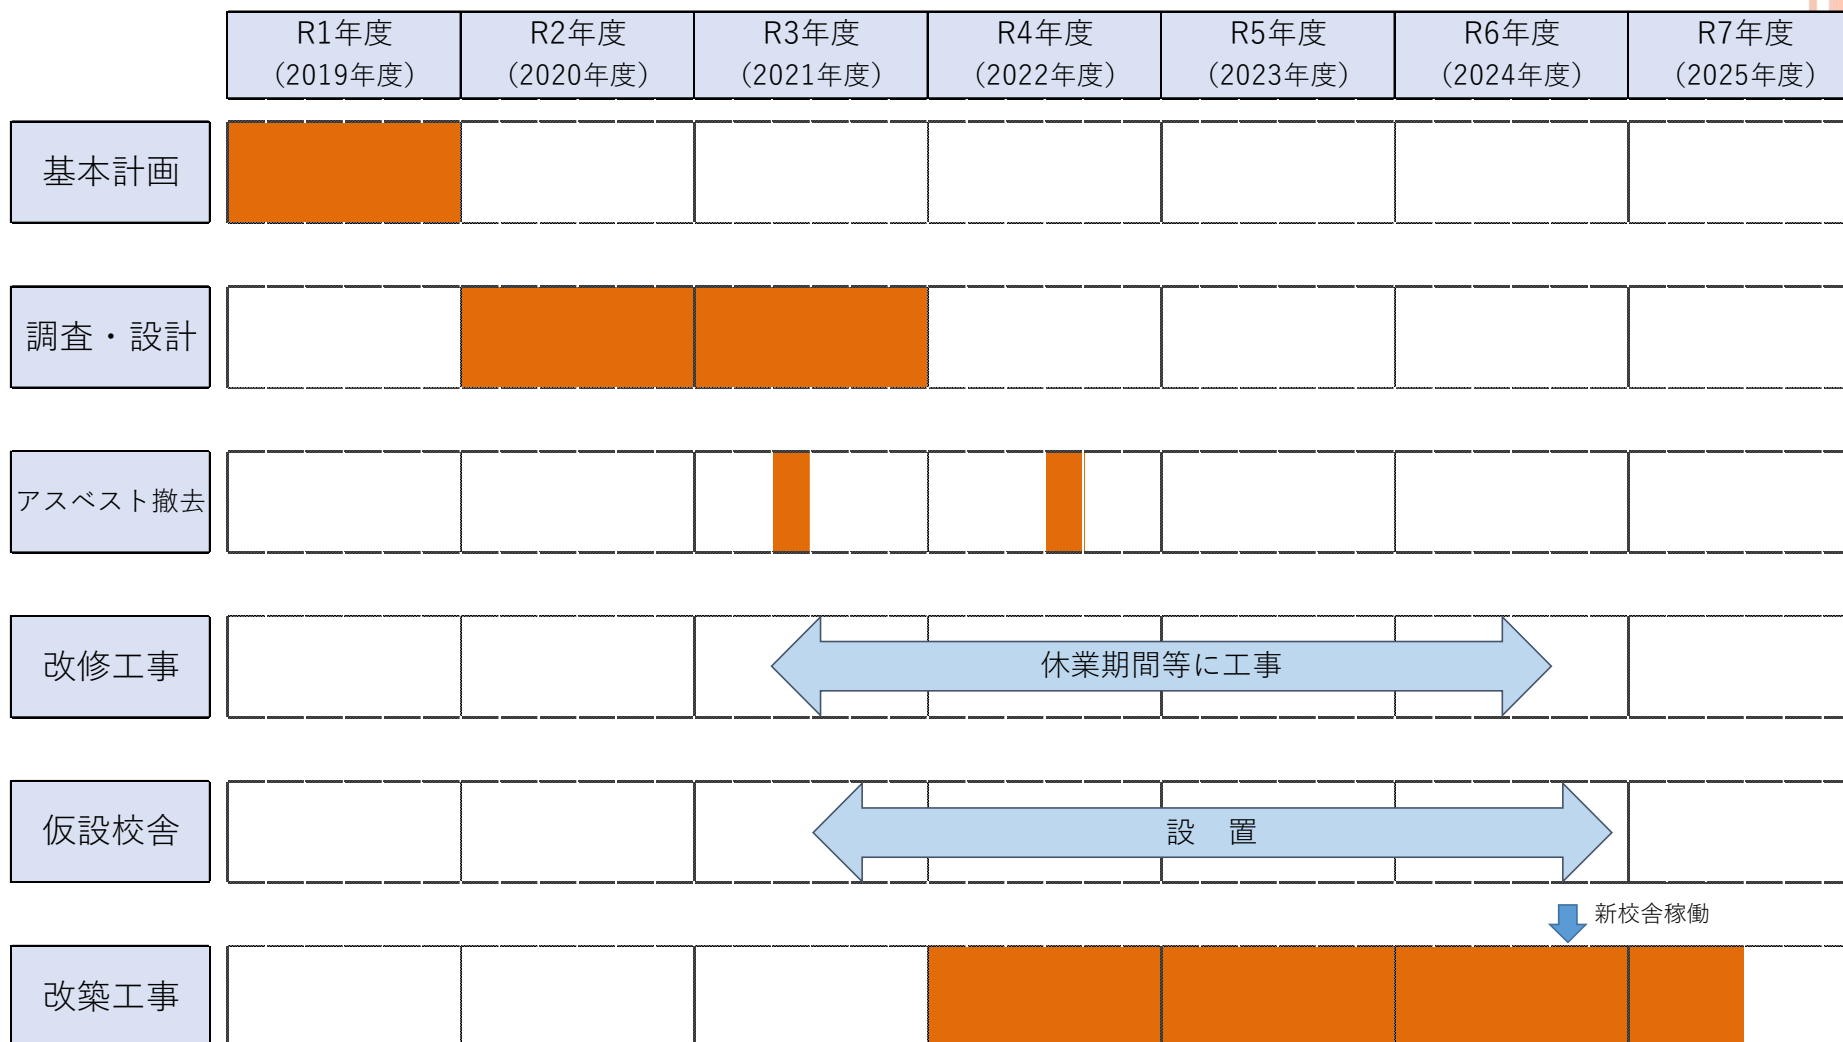 R1年度
（2019年度）
R2年度
（2020年度）
R3年度
（2021年度）
R4年度
（2022年度）
R5年度
（2023年度）
R6年度
（2024年度）
R7年度
（2025年度）
基本計画
調査・設計
アスベスト撤去
改修工事
休業期間等に工事
仮設校舎
設　置
新校舎稼働
改築工事